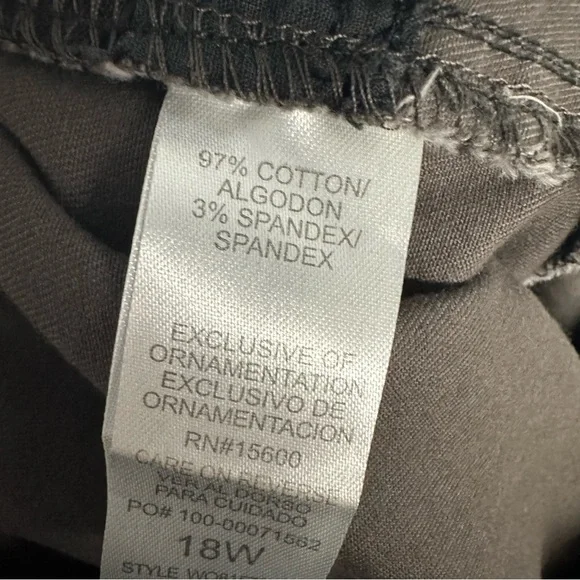 97% COTTON/
ALGODON
3% SPANDEX/
SPANDEX
EXCLUSIVE OF
ORNAMENTATION
EXCLUSIVO DE
ORNAMENTACION
RN#15600
CARE ON REVERSE
VER AL DORSO
PARA CUIDADO
PO# 100-00071562
18W
STYLE